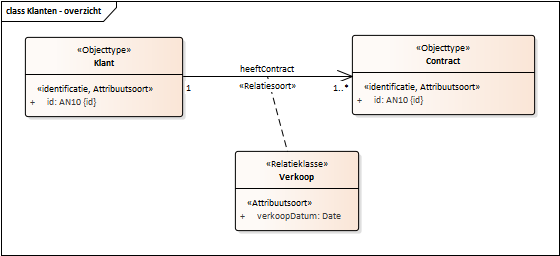 class Klanten - overzicht
«Objecttype»
Klant
«identificatie, Attribuutsoort»
+ id: AN10 {id}
1
heeftContract
«Relatiesoort»
1..*
«Objecttype»
Contract
«identificatie, Attribuutsoort»
+ id: AN10 {id}
«Relatieklasse»
Verkoop
«Attribuutsoort»
+ verkoopDatum: Date